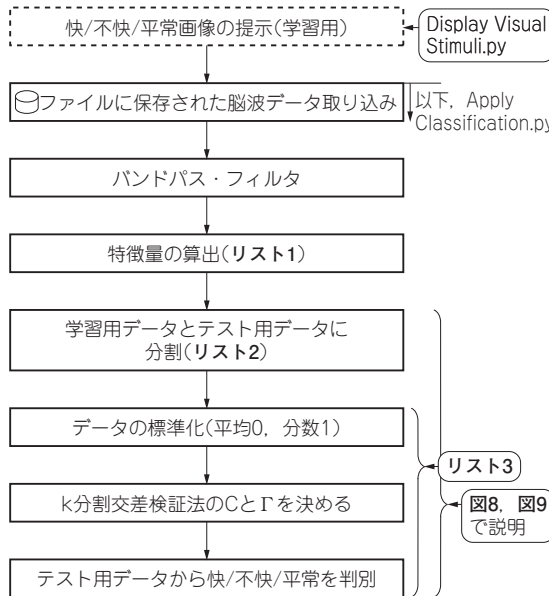 快/不快/平常画像の提示(学習用)
Display Visual
Stimuli.py
ファイルに保存された脳波データ取り込み
以下，Apply
Classification.py
バンドパス・フィルタ
特徴量の算出(リスト1)
学習用データとテスト用データに
分割(リスト2)
データの標準化(平均0，分数1)
k分割交差検証法のCとΓを決める
テスト用データから快/不快/平常を判別
リスト3
図8，図9
で説明